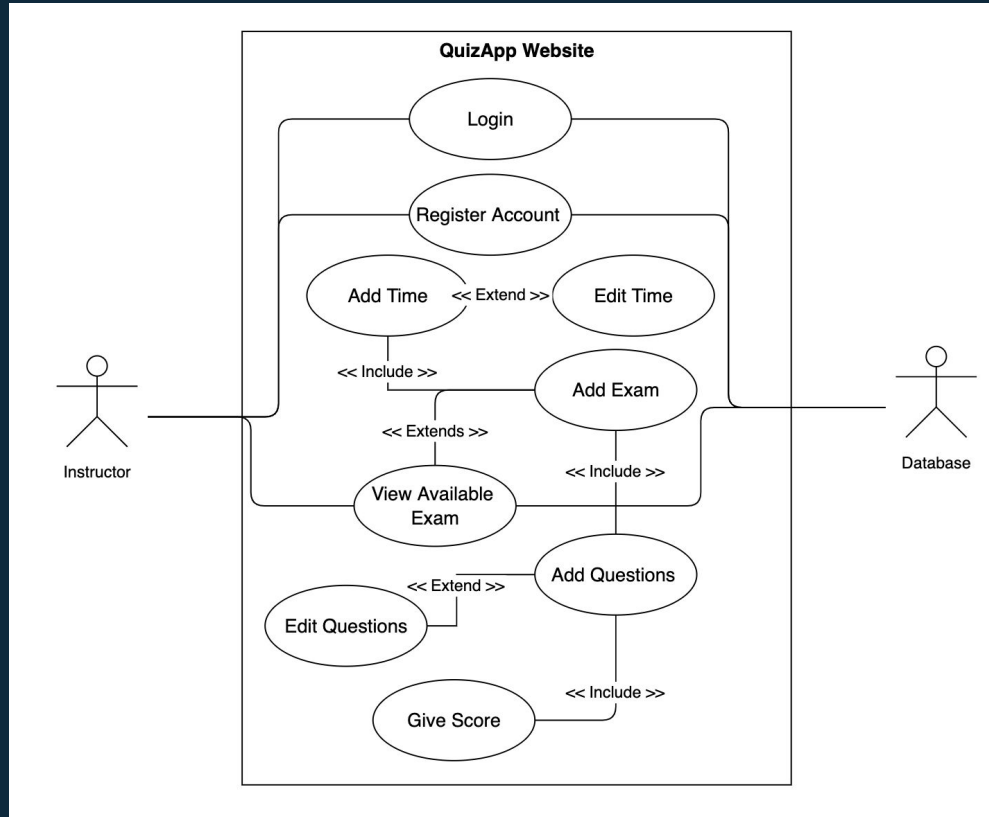 QuizApp Website
Login
Register Account
Add Time
<< Extend >>
Edit Time
<< Include >>
Add Exam
<< Extends >>
Instructor
Database
<< Include >>
View Available
Exam
Add Questions
<< Extend >>
Edit Questions
<< Include >>
Give Score